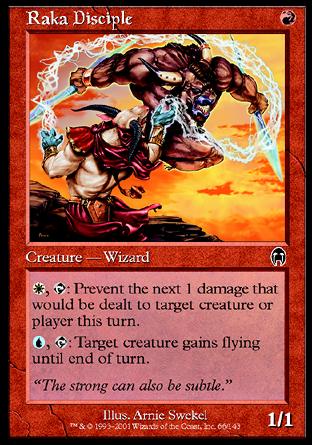 Raka Disciple
Creature — Wizard
, : Prevent the next 1 damage that
would be dealt to target creature or
player this turn.
, : Target creature gains flying
until end of turn.
“The strong can also be subtle.”
Illus. Arnie Swekel
™ & © 1993–2001 Wizards of the Coast, Inc. 66/143
1/1